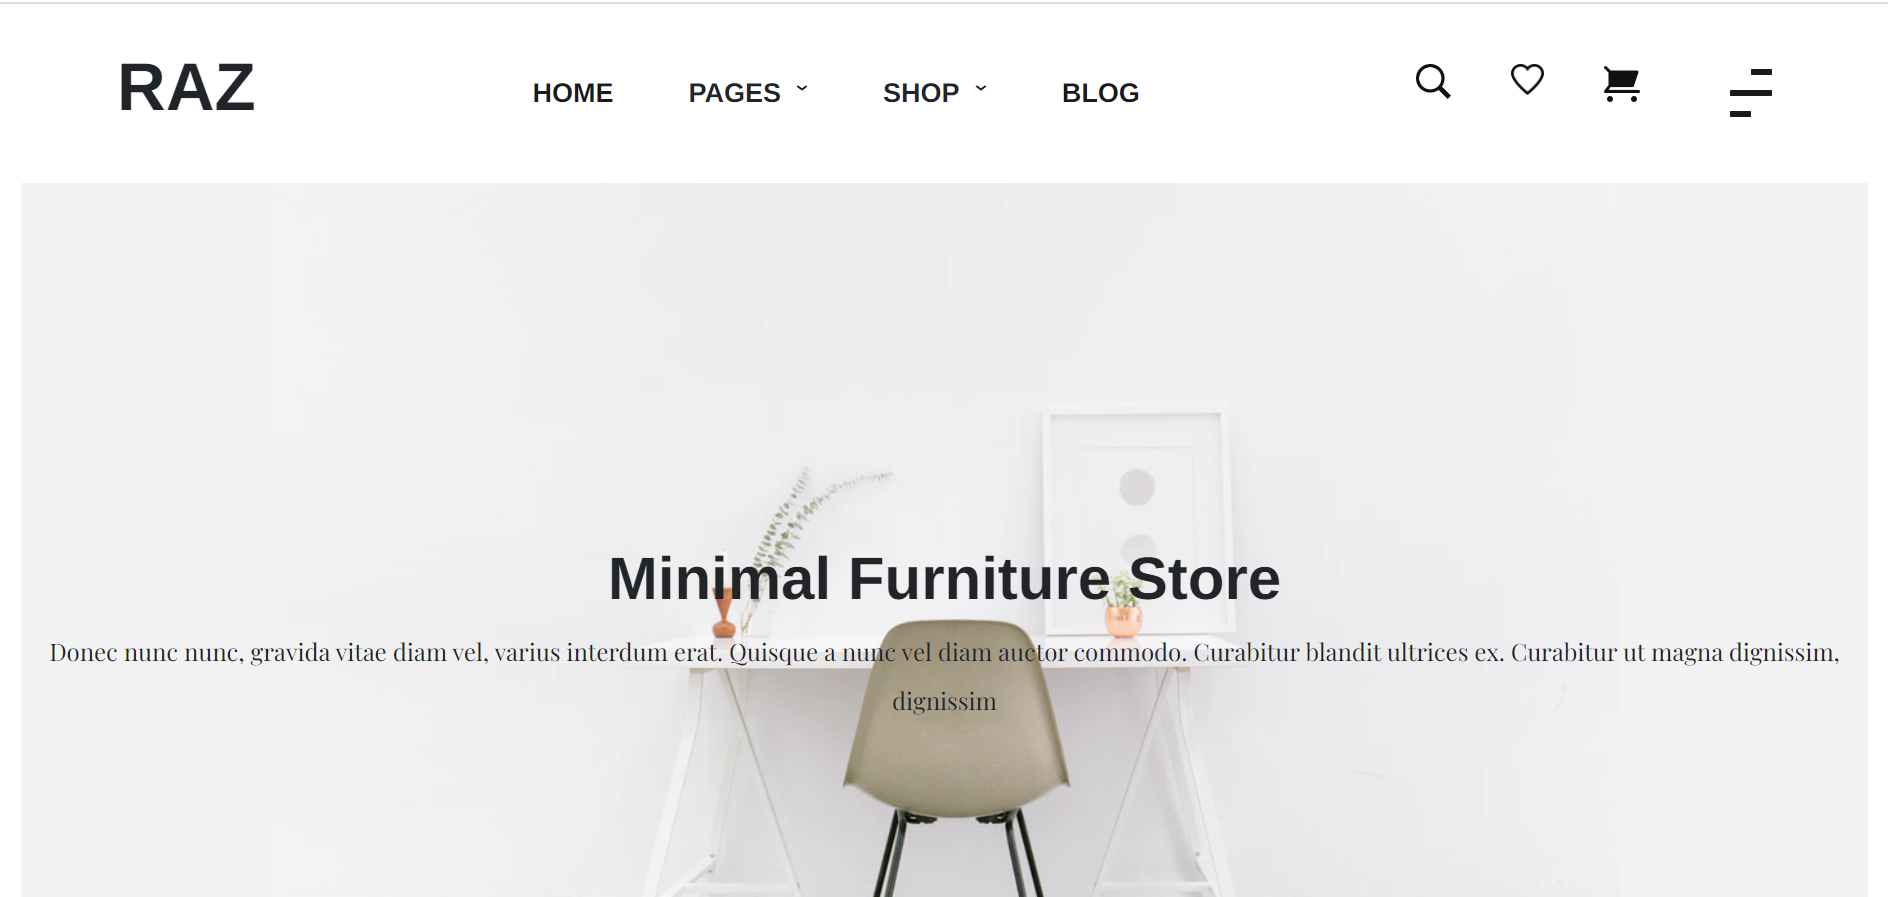 RAZ
HOME PAGES SHOP BLOG
Minimal Furniture Store
Donec nunc nunc, gravida vitae diam vel, varius interdum erat. Quisque a nunc vel diam auctor commodo. Curabitur blandit ultrices ex. Curabitur ut magna dignissim,
dignissim